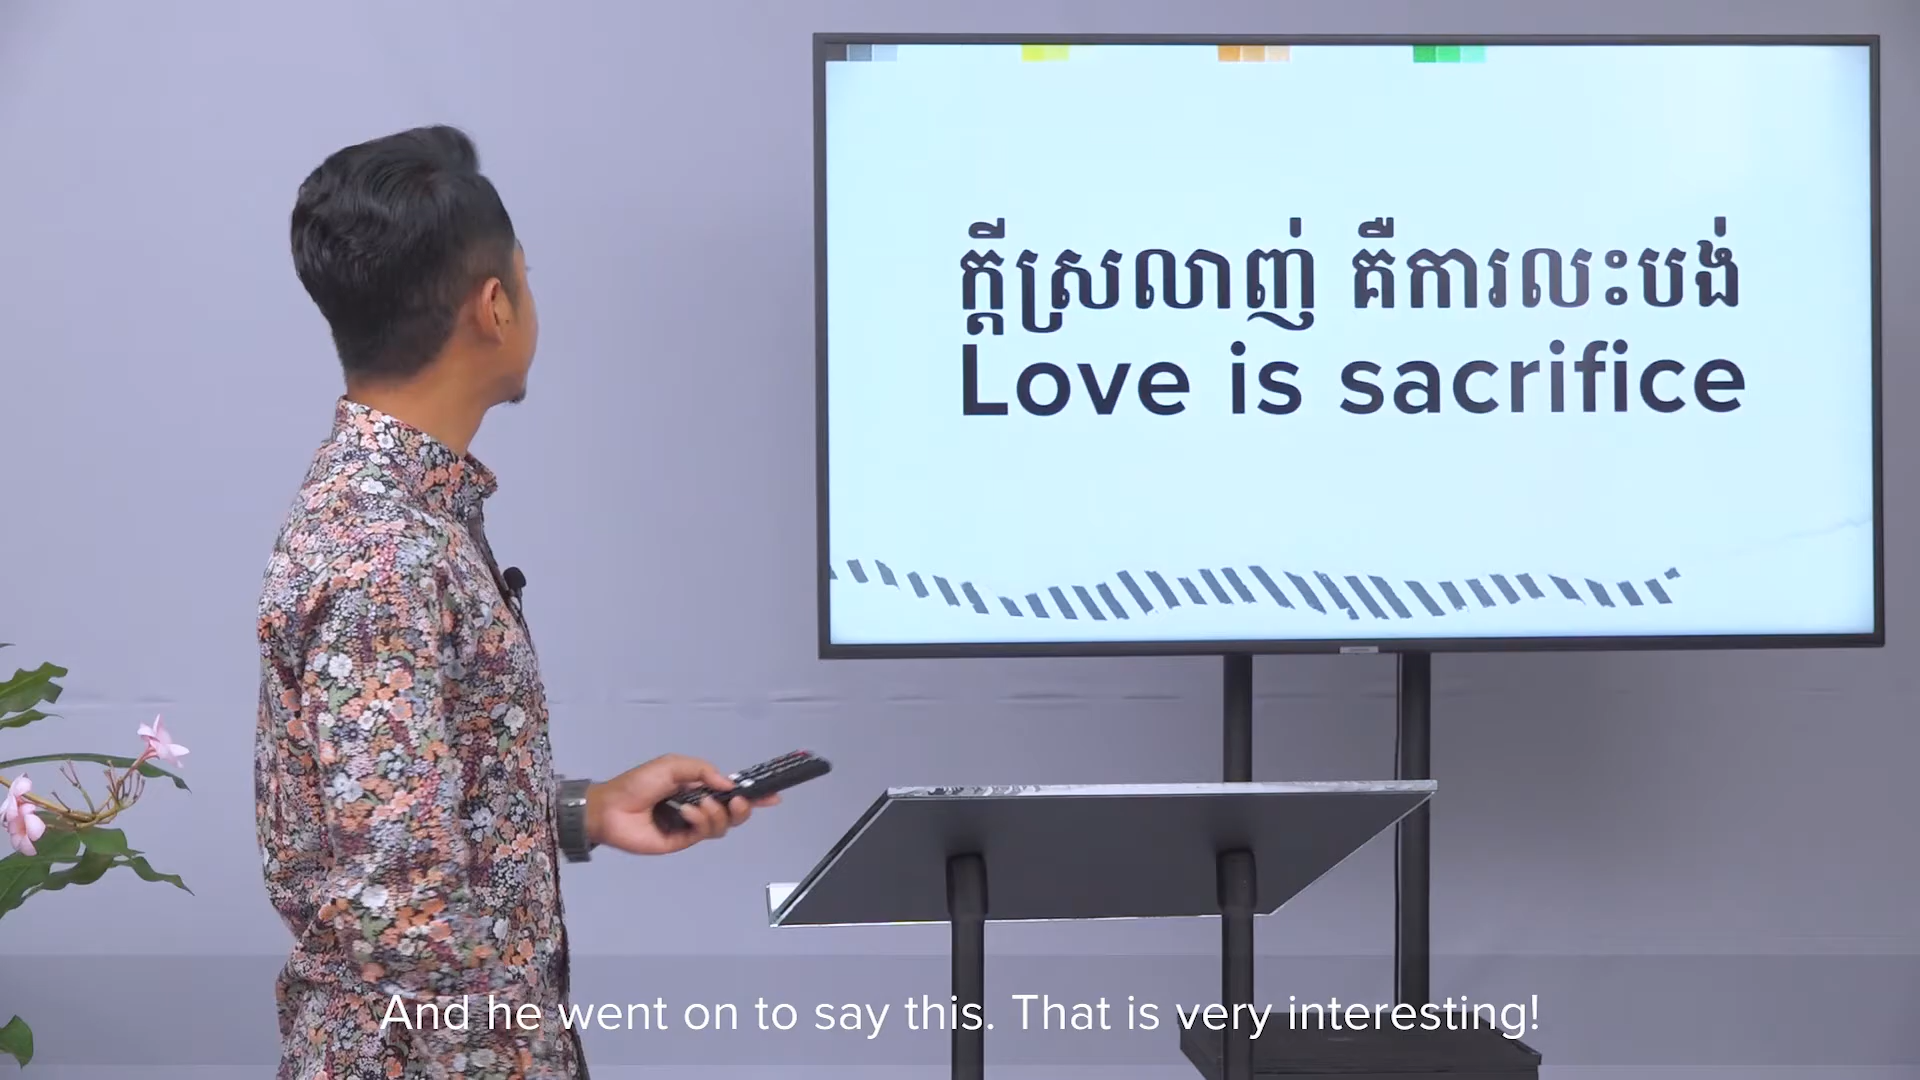 ក្ដីស្រលាញ់ គឺការលះបង់
Love is sacrifice
And he went on to say this. That is very interesting!